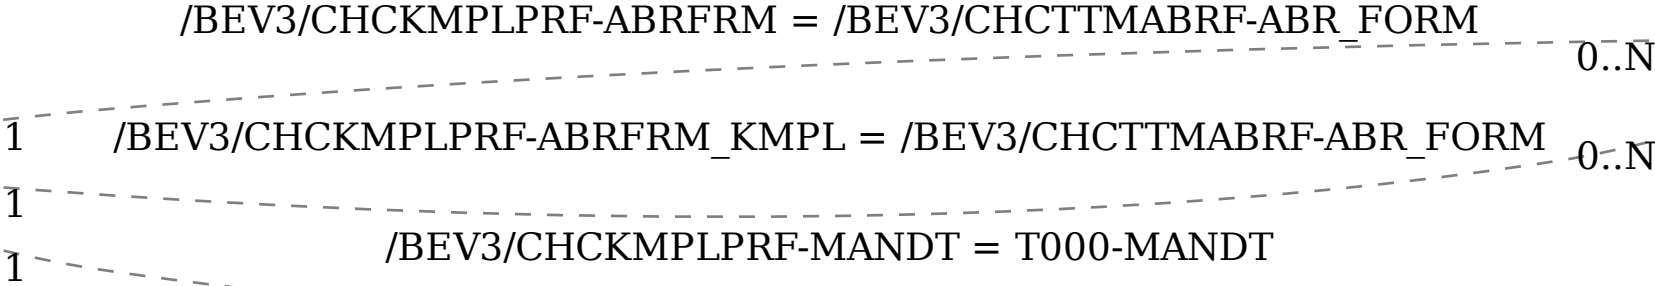 /BEV3/CHCKMPLPRF-ABRFRM = /BEV3/CHCTTMABRF-ABR_FORM
0..N
1
/BEV3/CHCKMPLPRF-ABRFRM_KMPL = /BEV3/CHCTTMABRF-ABR_FORM
0..N
1
/BEV3/CHCKMPLPRF-MANDT = T000-MANDT
1